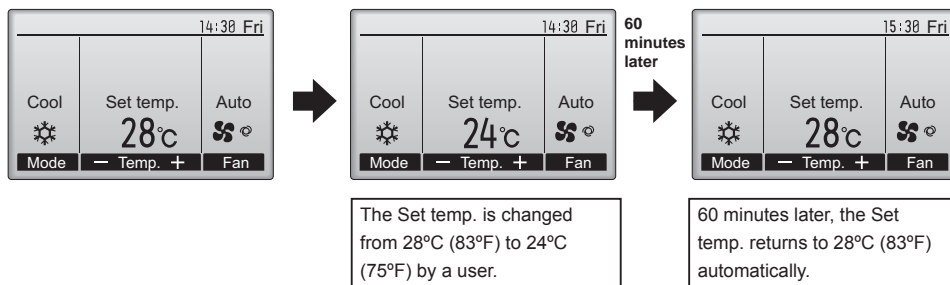 14:30 Fri
Cool Set temp. Auto
28°C
Mode − Temp. + Fan
14:30 Fri
Cool Set temp. Auto
24°C
Mode − Temp. + Fan
The Set temp. is changed
from 28ºC (83ºF) to 24ºC
(75ºF) by a user.
60
minutes
later
15:30 Fri
Cool Set temp. Auto
28°C
Mode − Temp. + Fan
60 minutes later, the Set
temp. returns to 28ºC (83ºF)
automatically.